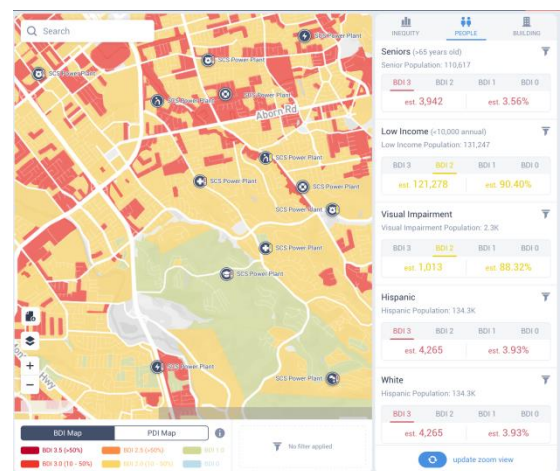 Search
SCS Power Plant
SCS Power Plant
SCS Power Plant
SCS Power Plant
SCS Power Plant
Aborn Rd
SCS Power Plant
SCS Power Plant
SCS Power Plant
SCS Power Plant
SCS Power Plant
SCS Power Plant
SCS Power Plant
SCS Power Plant
Hwy
BDI Map
PDI Map
BDI 3.5 (>50%)
BDI 2.5 (>50%)
BDI 1.0
BDI 3.0 (10 - 50%)
BDI 0
No filter applied
INEQUITY
PEOPLE
BUILDING
Seniors (>65 years old)
Senior Population: 110,617
BDI 3 BDI 2 BDI 1 BDI 0
est. 3,942 est. 3.56%
Low Income (<10,000 annual)
Low Income Population: 131,247
BDI 3 BDI 2 BDI 1 BDI 0
est. 121,278 est. 90.40%
Visual Impairment
Visual Impairment Population: 2.3K
BDI 3 BDI 2 BDI 1 BDI 0
est. 1,013 est. 88.32%
Hispanic
Hispanic Population: 134.3K
BDI 3 BDI 2 BDI 1 BDI 0
est. 4,265 est. 3.93%
White
Hispanic Population: 134.3K
BDI 3 BDI 2 BDI 1 BDI 0
est. 4,265 est. 3.93%
update zoom view